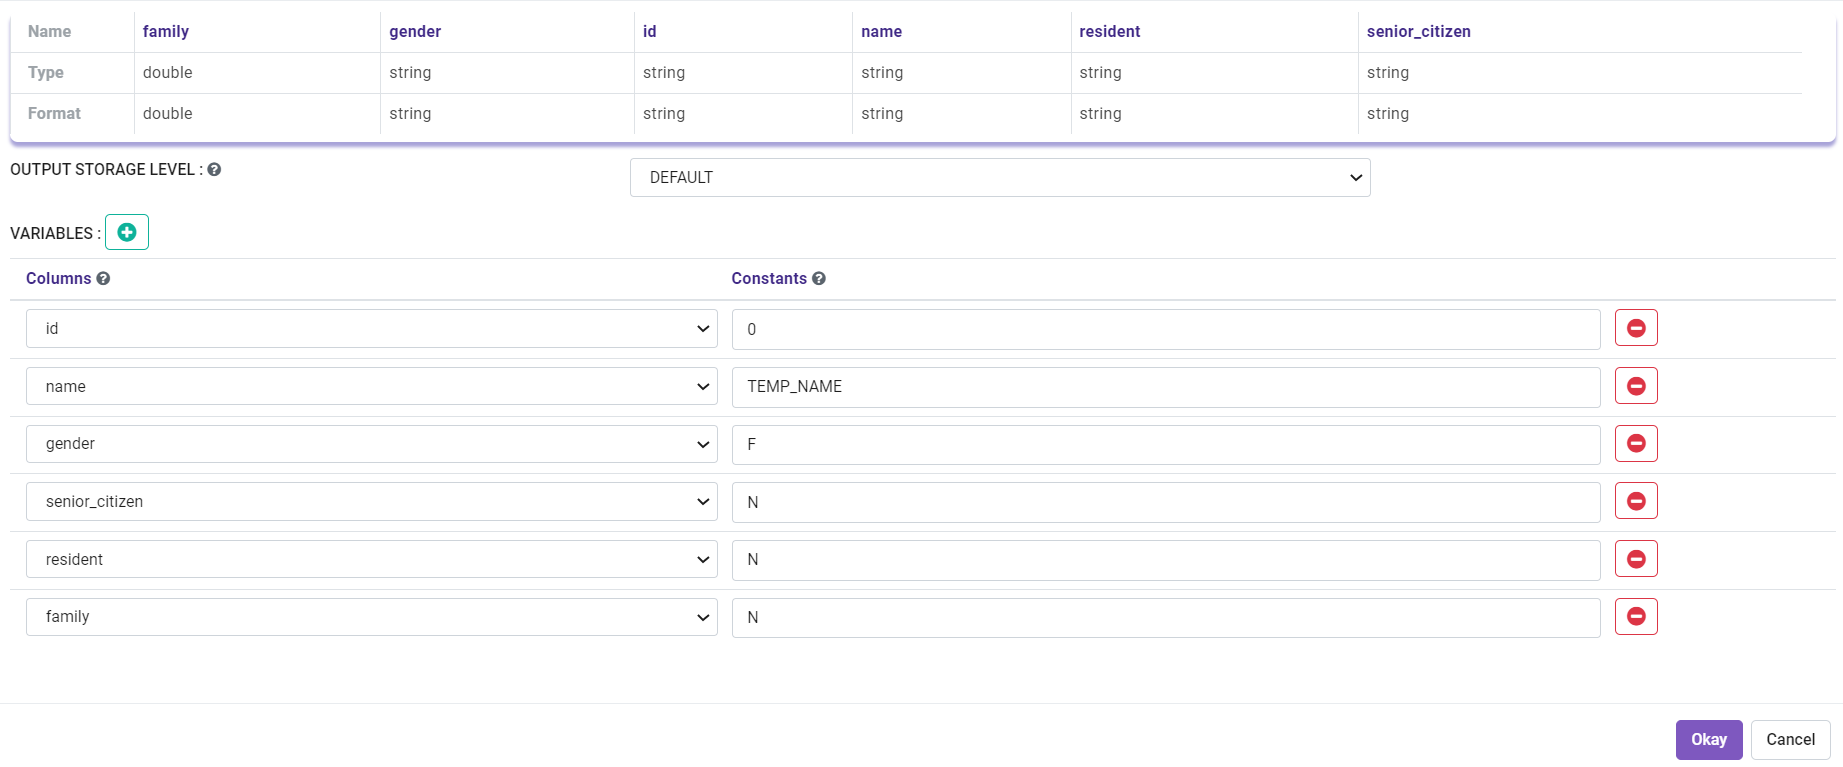 Name family gender id name resident senior_citizen
Type double string string string string string
Format double string string string string string
OUTPUT STORAGE LEVEL : ?
DEFAULT
VARIABLES :
Columns ? Constants ?
id 0
name TEMP_NAME
gender F
senior_citizen N
resident N
family N
Okay Cancel